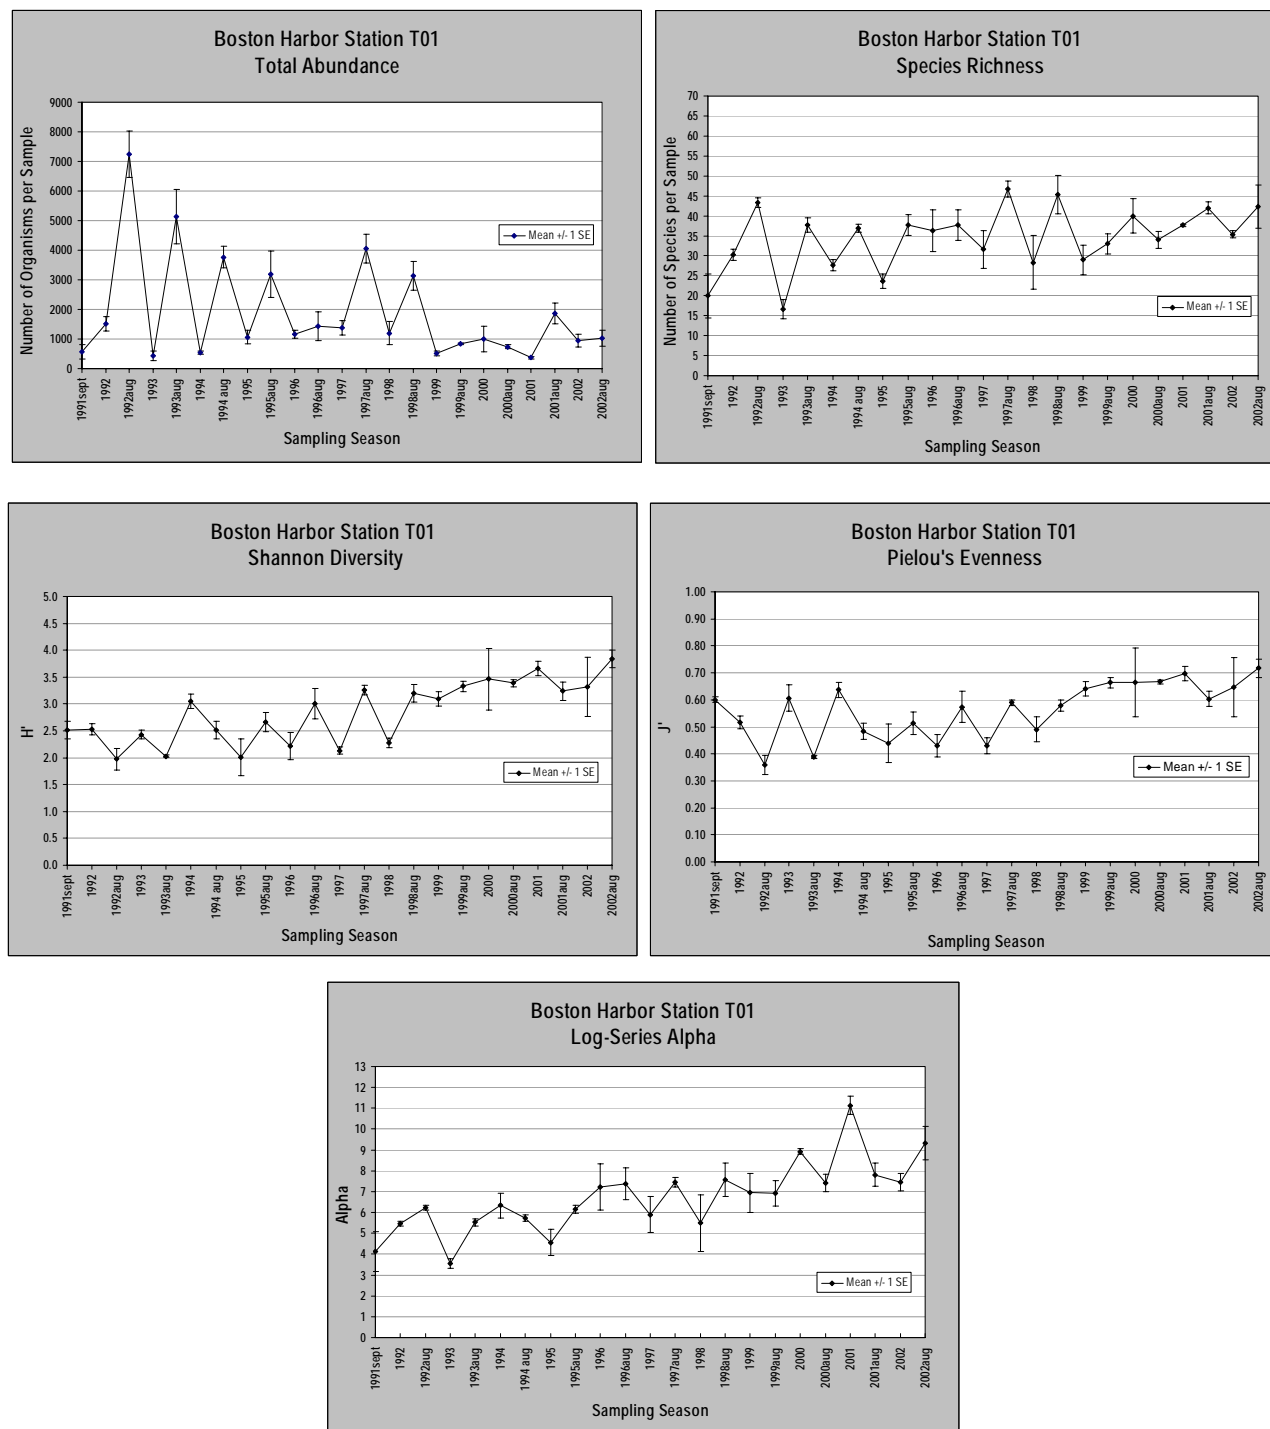 Boston Harbor Station T01
Total Abundance
Number of Organisms per Sample
9000
8000
7000
6000
5000
4000
3000
2000
1000
0
Mean +/- 1 SE
1991sept
1992
1992aug
1993
1993aug
1994
1994 aug
1995
1995aug
1996
1996aug
1997
1997aug
1998
1998aug
1999
1999aug
2000
2000aug
2001
2001aug
2002
2002aug
Sampling Season
Boston Harbor Station T01
Species Richness
Number of Species per Sample
70
65
60
55
50
45
40
35
30
25
20
15
10
5
0
Mean +/- 1 SE
1991sept
1992
1992aug
1993
1993aug
1994
1994 aug
1995
1995aug
1996
1996aug
1997
1997aug
1998
1998aug
1999
1999aug
2000
2000aug
2001
2001aug
2002
2002aug
Sampling Season
Boston Harbor Station T01
Shannon Diversity
H'
5.0
4.5
4.0
3.5
3.0
2.5
2.0
1.5
1.0
0.5
0.0
Mean +/- 1 SE
1991sept
1992
1992aug
1993
1993aug
1994
1994 aug
1995
1995aug
1996
1996aug
1997
1997aug
1998
1998aug
1999
1999aug
2000
2000aug
2001
2001aug
2002
2002aug
Sampling Season
Boston Harbor Station T01
Pielou's Evenness
J'
1.00
0.90
0.80
0.70
0.60
0.50
0.40
0.30
0.20
0.10
0.00
Mean +/- 1 SE
1991sept
1992
1992aug
1993
1993aug
1994
1994 aug
1995
1995aug
1996
1996aug
1997
1997aug
1998
1998aug
1999
1999aug
2000
2000aug
2001
2001aug
2002
2002aug
Sampling Season
Boston Harbor Station T01
Log-Series Alpha
Alpha
13
12
11
10
9
8
7
6
5
4
3
2
1
0
Mean +/- 1 SE
1991sept
1992
1992aug
1993
1993aug
1994
1994 aug
1995
1995aug
1996
1996aug
1997
1997aug
1998
1998aug
1999
1999aug
2000
2000aug
2001
2001aug
2002
2002aug
Sampling Season